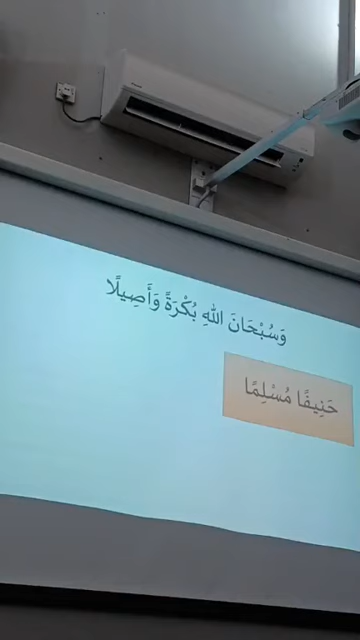 وَسُبْحَانَ اللهِ بُكْرَةً وَأَصِيلًا
حَنِيفًا مُسْلِمًا